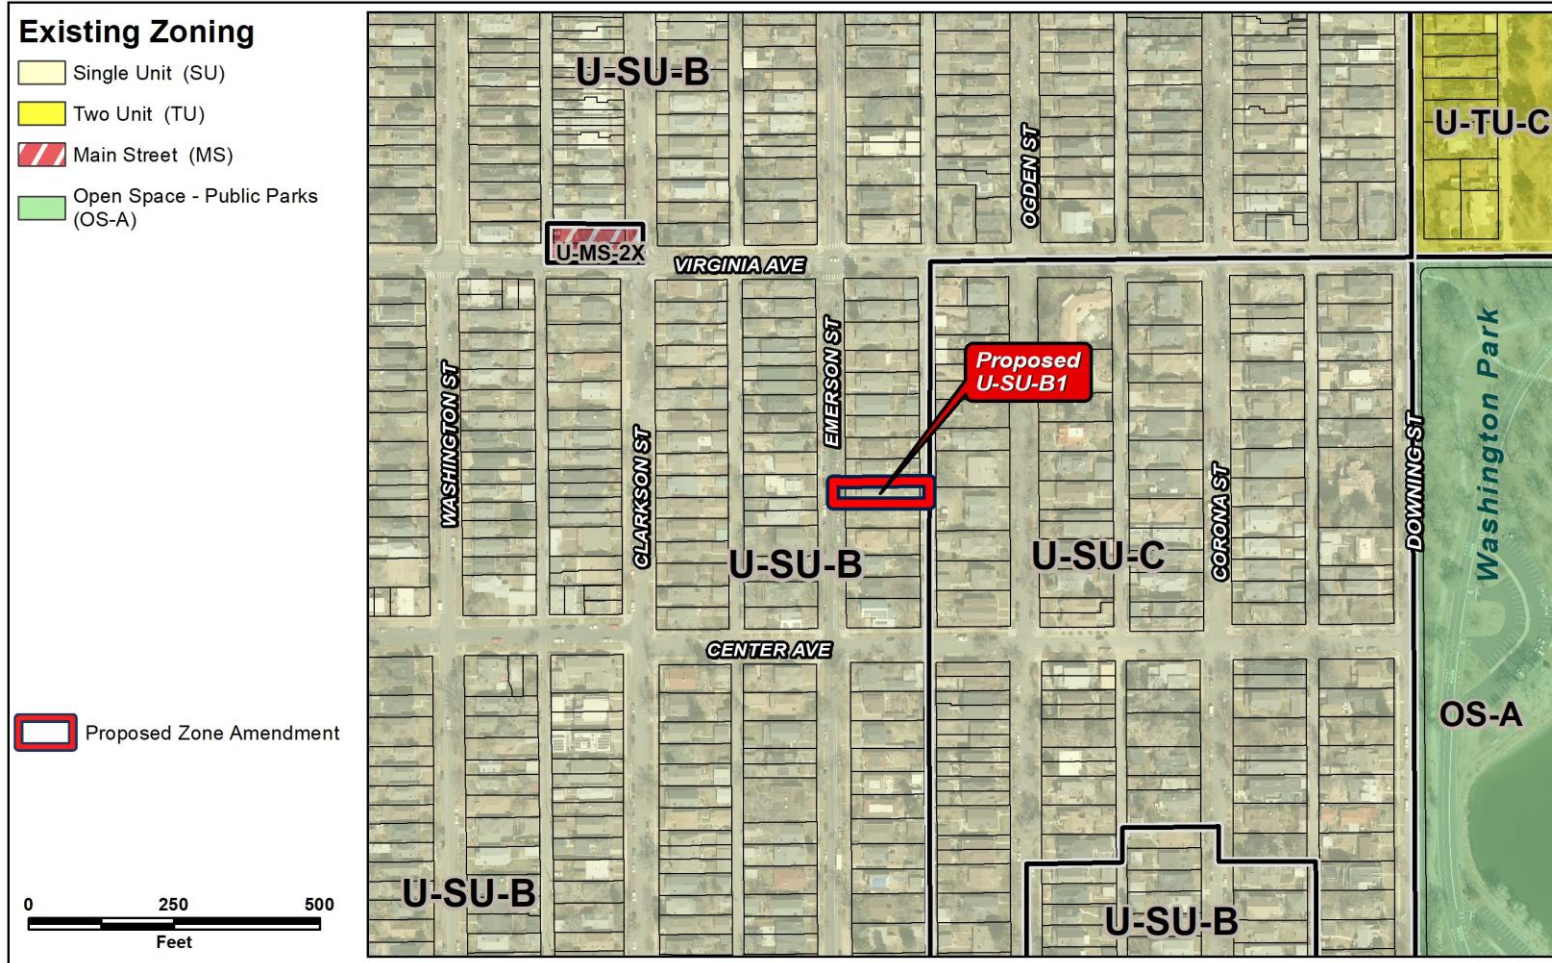 Existing Zoning
Single Unit (SU)
Two Unit (TU)
Main Street (MS)
Open Space - Public Parks
(OS-A)
Proposed Zone Amendment
0 250 500
Feet
U-SU-B
U-TU-C
OGDEN ST
U-MS-2X
VIRGINIA AVE
Proposed
U-SU-B1
EMERSON ST
WASHINGTON ST
CLARKSON ST
CORONA ST
DOWNING ST
Washington Park
U-SU-B
U-SU-C
CENTER AVE
OS-A
U-SU-B
U-SU-B